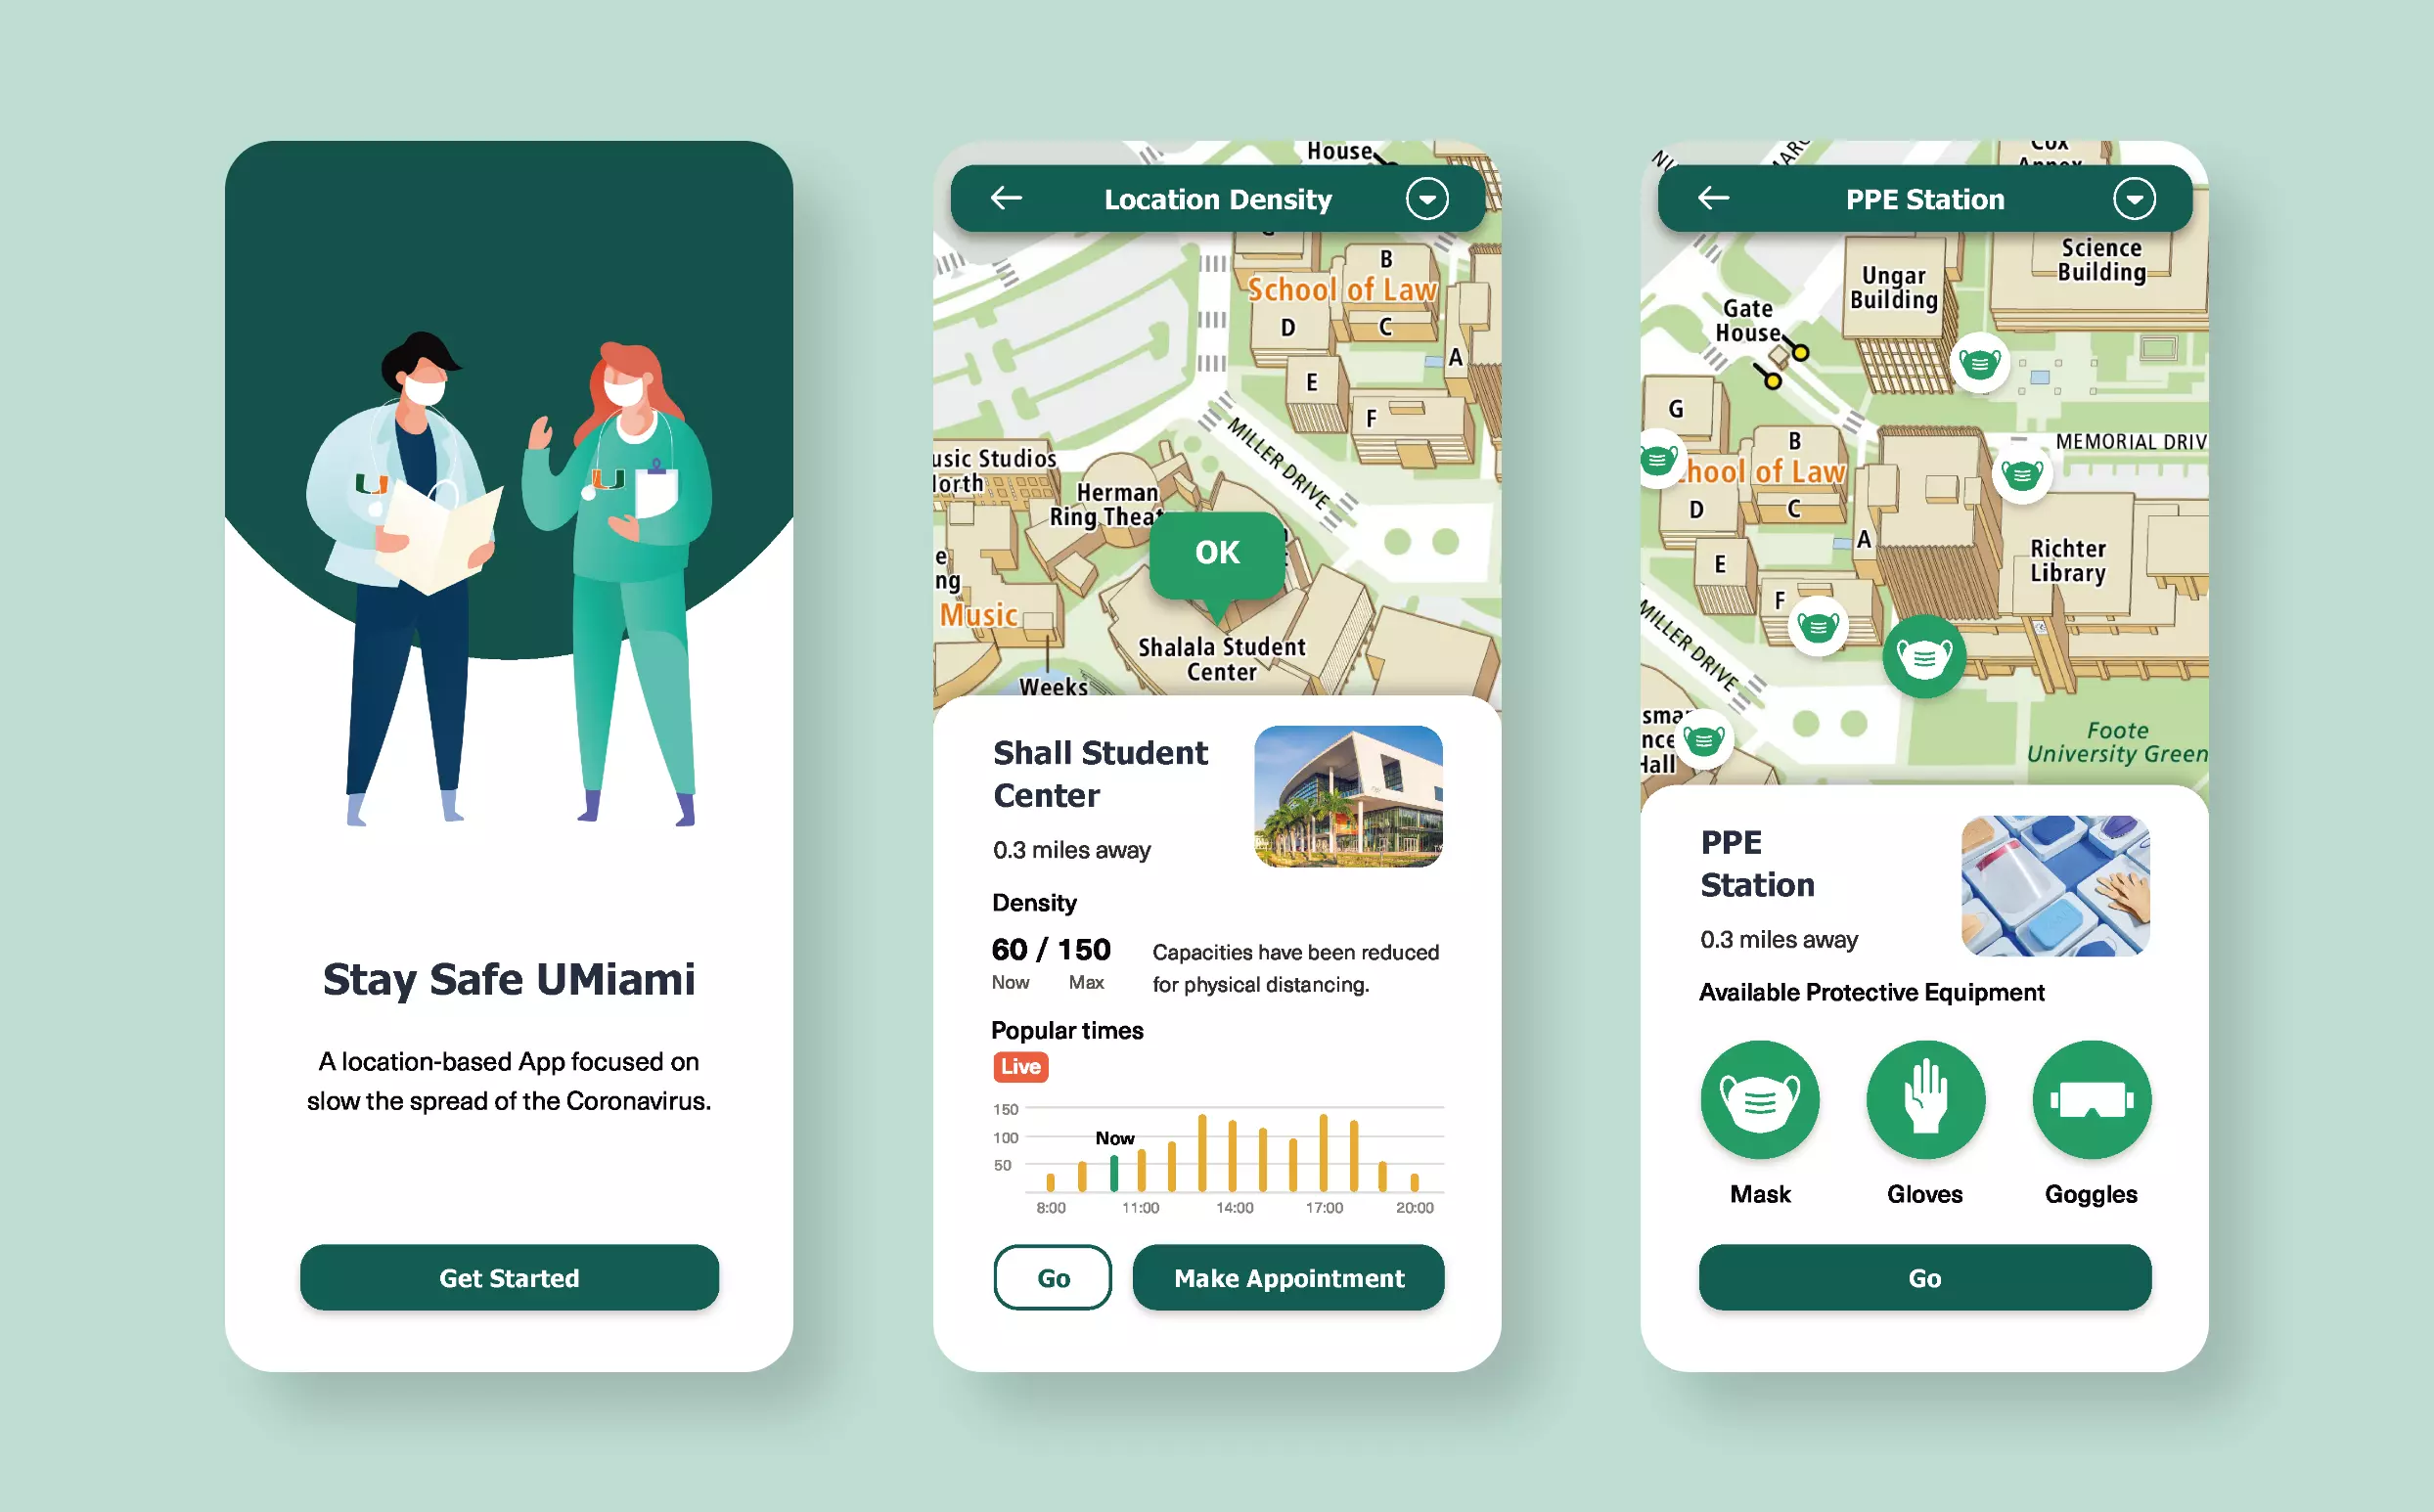 Stay Safe UMiami
A location-based App focused on
slow the spread of the Coronavirus.
Get Started
House
Location Density
B
School of Law
D
C
A
E
F
MILLER DRIVE
usic Studios
orth
Herman
Ring Thea
OK
e
ng
Music
Shalala Student
Center
Weeks
Shall Student
Center
0.3 miles away
Density
60 / 150
Now Max
Capacities have been reduced
for physical distancing.
Popular times
Live
150
100
50
Now
8:00 11:00 14:00 17:00 20:00
Go
Make Appointment
Cox
Annex
PPE Station
Science
Building
Ungar
Building
Gate
House
G
B
MEMORIAL DRIV
hool of Law
D
C
A
E
F
Richter
Library
MILLER DRIVE
sma
nce
Hall
Foote
University Green
PPE
Station
0.3 miles away
Available Protective Equipment
Mask Gloves Goggles
Go